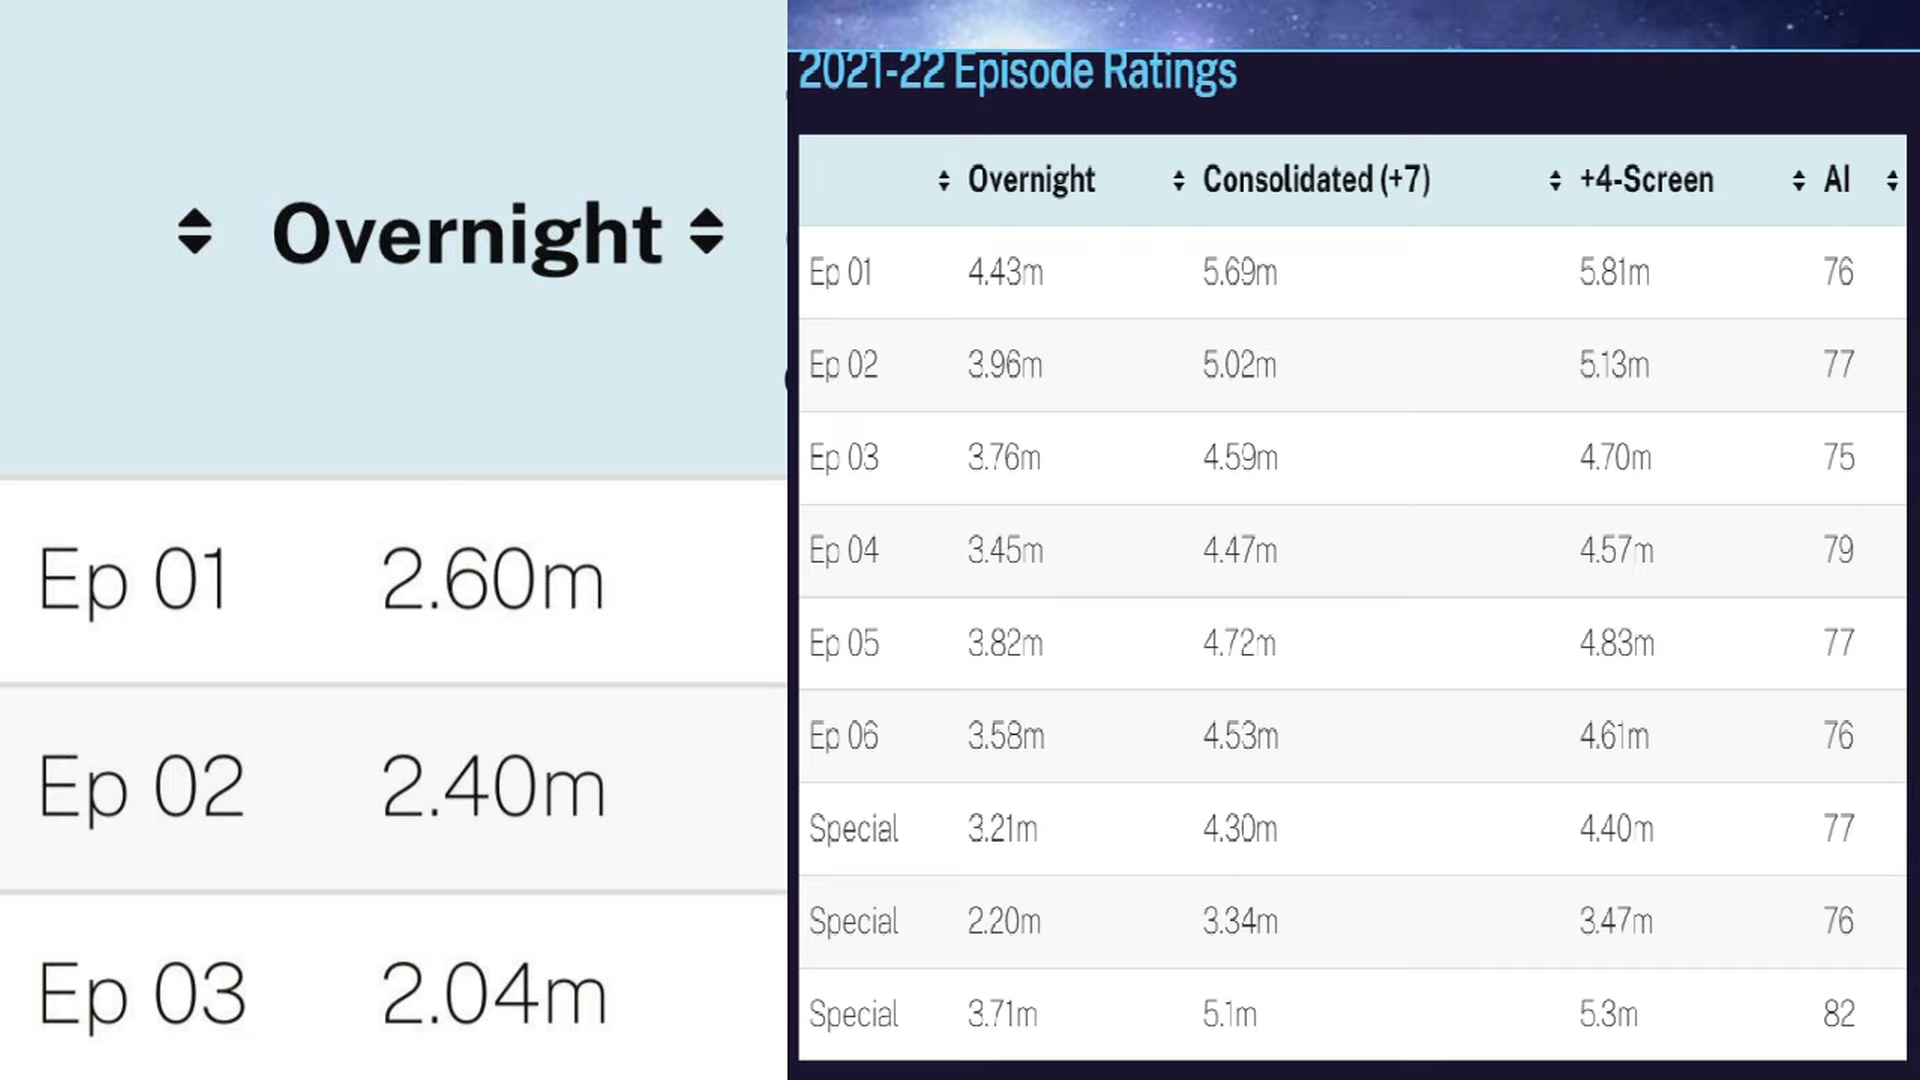 Overnight
Ep 01 2.60m
Ep 02 2.40m
Ep 03 2.04m
2021-22 Episode Ratings
Overnight Consolidated (+7) +4-Screen AI
Ep 01 4.43m 5.69m 5.81m 76
Ep 02 3.96m 5.02m 5.13m 77
Ep 03 3.76m 4.59m 4.70m 75
Ep 04 3.45m 4.47m 4.57m 79
Ep 05 3.82m 4.72m 4.83m 77
Ep 06 3.58m 4.53m 4.61m 76
Special 3.21m 4.30m 4.40m 77
Special 2.20m 3.34m 3.47m 76
Special 3.71m 5.1m 5.3m 82